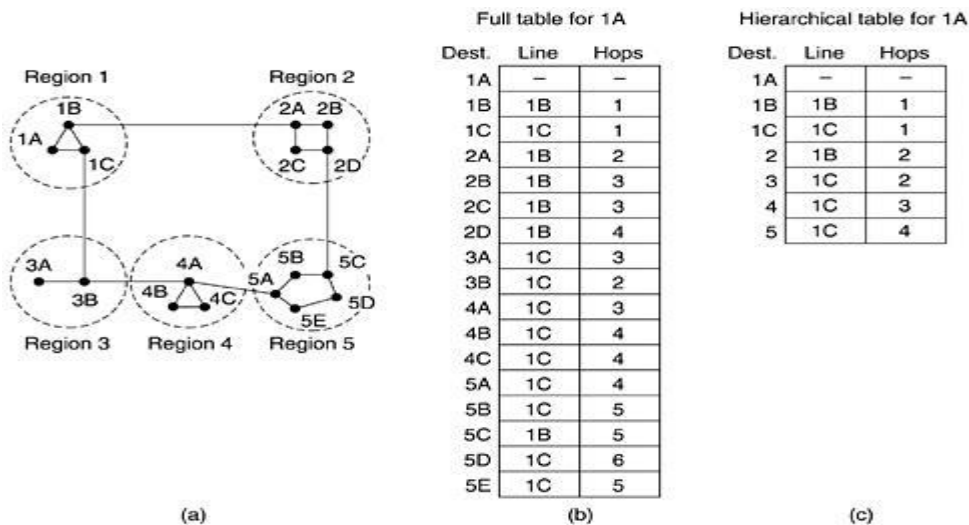 Full table for 1A
Hierarchical table for 1A
Dest. Line Hops
Dest. Line Hops
Region 1
Region 2
1B
1A
1C
2A 2B
2C 2D
3A
3B
4A
4B 4C
5B 5C
5A
5D
5E
Region 3
Region 4
Region 5
1A – –
1B 1B 1
1C 1C 1
2A 1B 2
2B 1B 3
2C 1B 3
2D 1B 4
3A 1C 3
3B 1C 2
4A 1C 3
4B 1C 4
4C 1C 4
5A 1C 4
5B 1C 5
5C 1B 5
5D 1C 6
5E 1C 5
1A – –
1B 1B 1
1C 1C 1
2 1B 2
3 1C 2
4 1C 3
5 1C 4
(a)
(b)
(c)